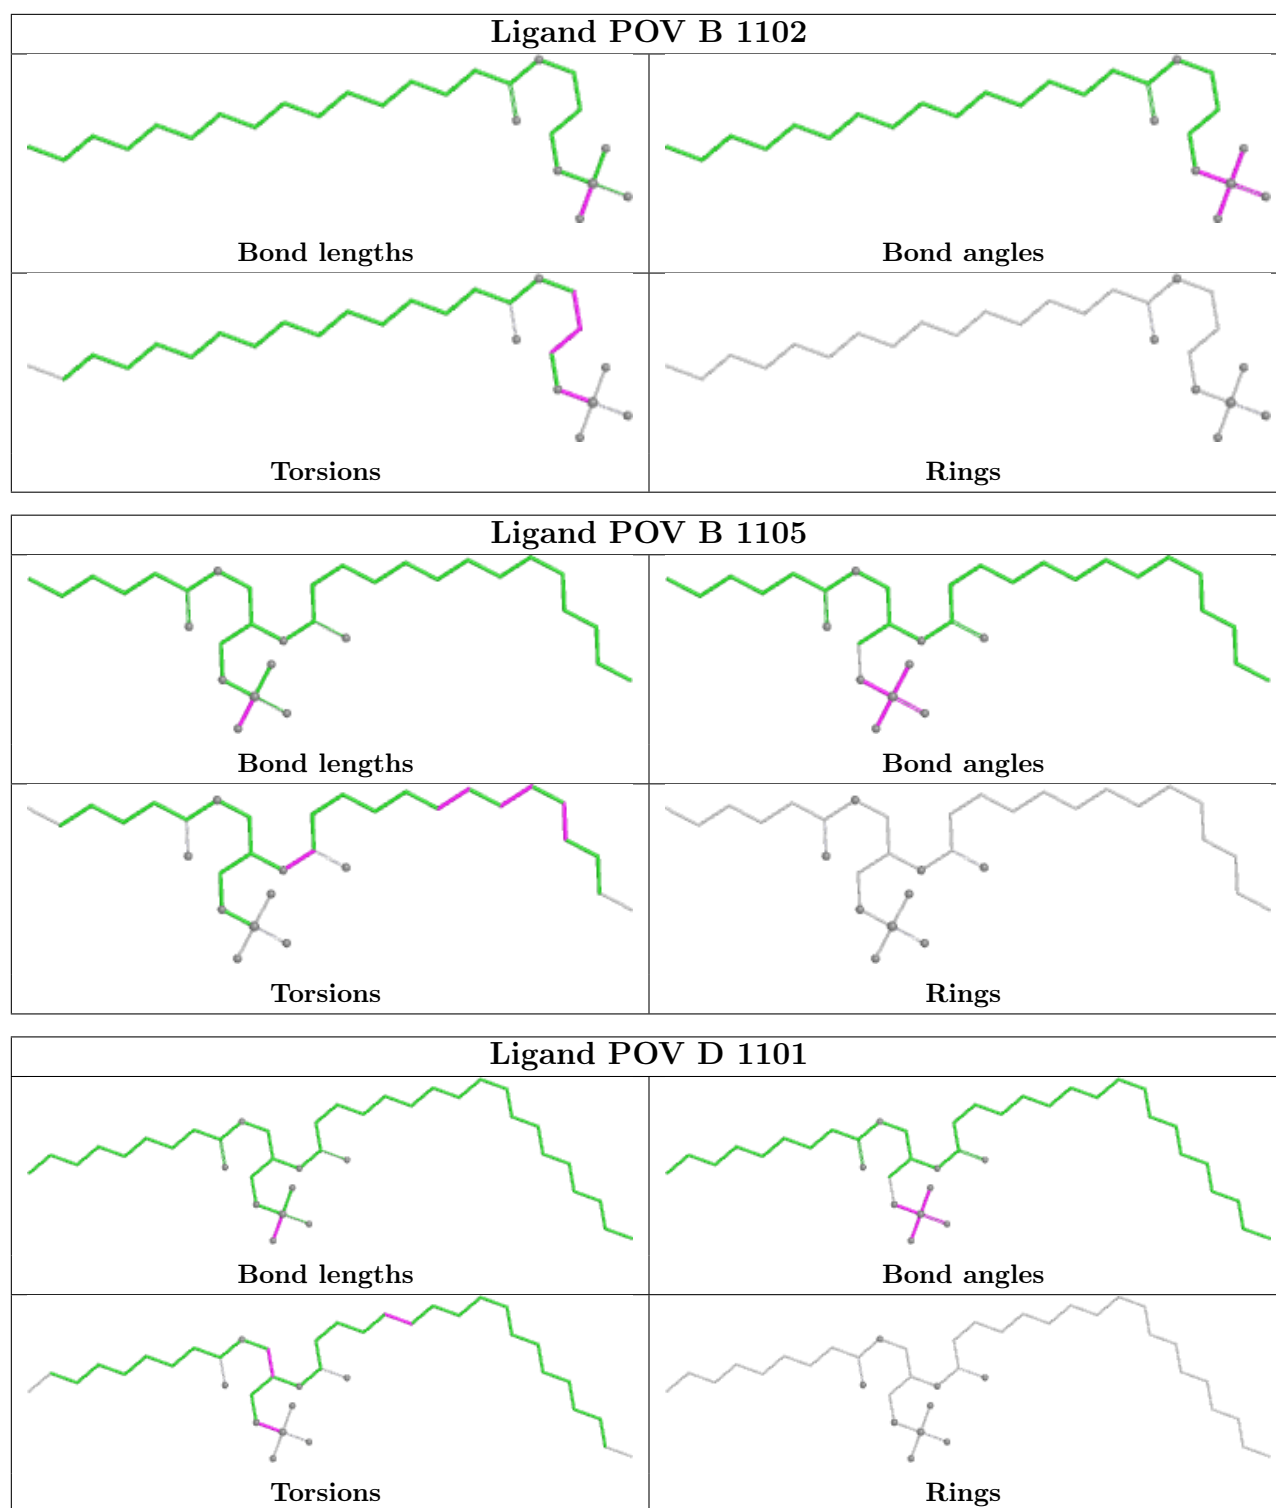 Ligand POV B 1102
Bond lengths
Bond angles
Torsions
Rings
Ligand POV B 1105
Bond lengths
Bond angles
Torsions
Rings
Ligand POV D 1101
Bond lengths
Bond angles
Torsions
Rings